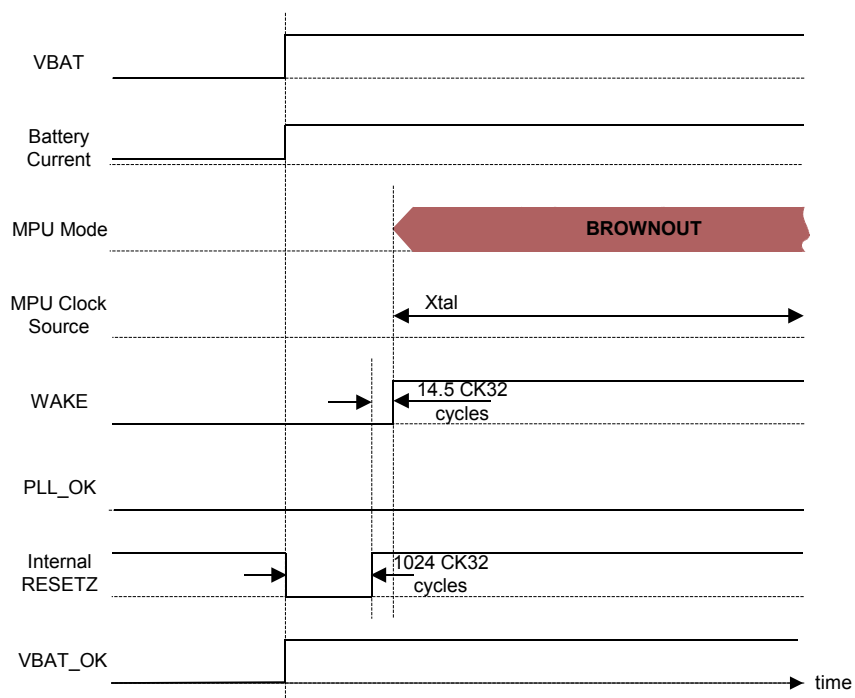 VBAT
Battery
Current
MPU Mode
BROWNOUT
MPU Clock
Source
Xtal
WAKE
14.5 CK32
cycles
PLL_OK
Internal
RESETZ
1024 CK32
cycles
VBAT_OK
time